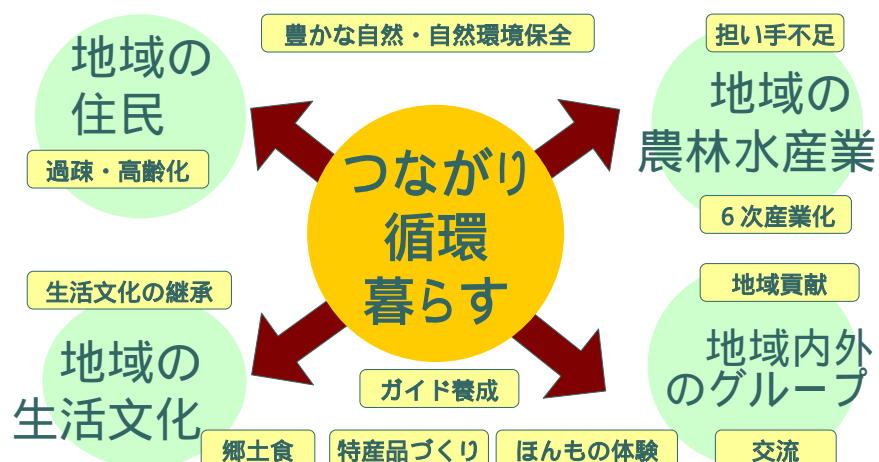 豊かな自然・自然環境保全
担い手不足
地域の
住民
過疎・高齢化
地域の
農林水産業
6次産業化
つながり
循環
暮らす
生活文化の継承
地域の
生活文化
地域貢献
地域内外
のグループ
ガイド養成
郷土食
特産品づくり
ほんもの体験
交流